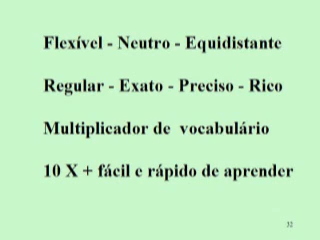 Flexível - Neutro - Equidistante
Regular - Exato - Preciso - Rico
Multiplicador de vocabulário
10 X + fácil e rápido de aprender
32